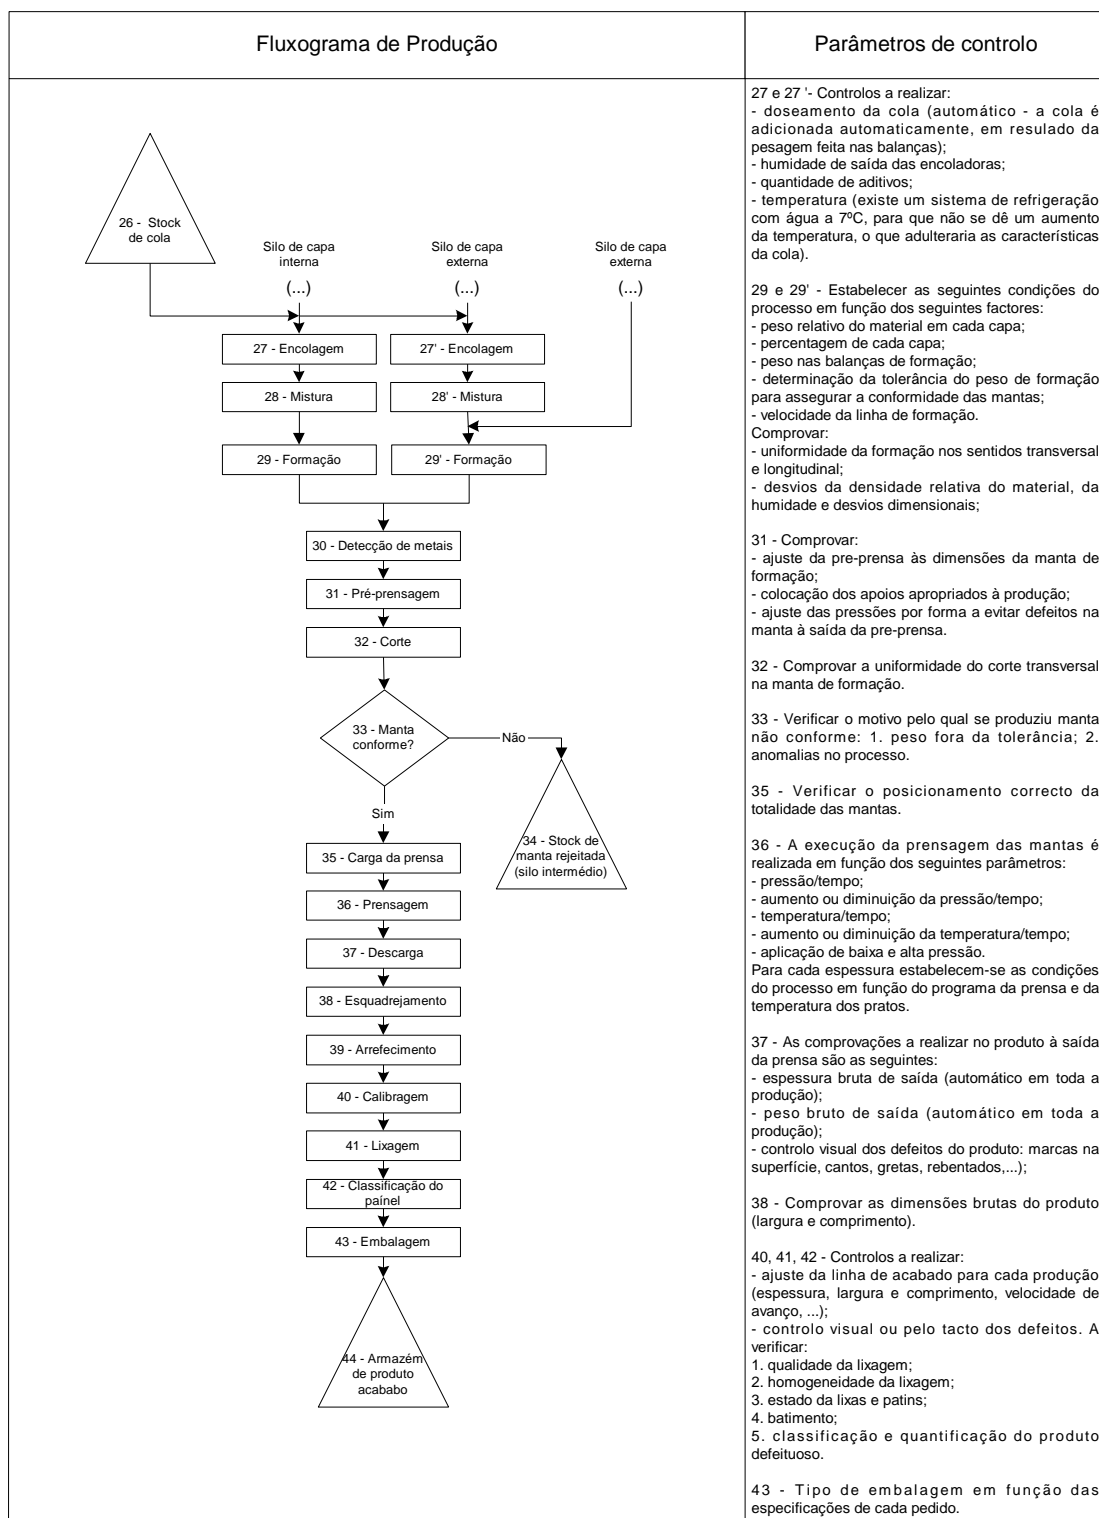 Fluxograma de Produção
Parâmetros de controlo
26 - Stock
de cola
Silo de capa
interna
(...)
Silo de capa
externa
(...)
Silo de capa
externa
(...)
27 - Encolagem
27' - Encolagem
28 - Mistura
28' - Mistura
29 - Formação
29' - Formação
30 - Detecção de metais
31 - Pré-prensagem
32 - Corte
33 - Manta
conforme?
Não
Sim
34 - Stock de
manta rejeitada
(silo intermédio)
35 - Carga da prensa
36 - Prensagem
37 - Descarga
38 - Esquadrejamento
39 - Arrefecimento
40 - Calibragem
41 - Lixagem
42 - Classificação do
paínel
43 - Embalagem
44 - Armazém
de produto
acababo
27 e 27 '- Controlos a realizar:
- doseamento da cola (automático - a cola é
adicionada automaticamente, em resulado da
pesagem feita nas balanças);
- humidade de saída das encoladoras;
- quantidade de aditivos;
- temperatura (existe um sistema de refrigeração
com água a 7ºC, para que não se dê um aumento
da temperatura, o que adulteraria as características
da cola).
29 e 29' - Estabelecer as seguintes condições do
processo em função dos seguintes factores:
- peso relativo do material em cada capa;
- percentagem de cada capa;
- peso nas balanças de formação;
- determinação da tolerância do peso de formação
para assegurar a conformidade das mantas;
- velocidade da linha de formação.
Comprovar:
- uniformidade da formação nos sentidos transversal
e longitudinal;
- desvios da densidade relativa do material, da
humidade e desvios dimensionais;
31 - Comprovar:
- ajuste da pre-prensa às dimensões da manta de
formação;
- colocação dos apoios apropriados à produção;
- ajuste das pressões por forma a evitar defeitos na
manta à saída da pre-prensa.
32 - Comprovar a uniformidade do corte transversal
na manta de formação.
33 - Verificar o motivo pelo qual se produziu manta
não conforme: 1. peso fora da tolerância; 2.
anomalias no processo.
35 - Verificar o posicionamento correcto da
totalidade das mantas.
36 - A execução da prensagem das mantas é
realizada em função dos seguintes parâmetros:
- pressão/tempo;
- aumento ou diminuição da pressão/tempo;
- temperatura/tempo;
- aumento ou diminuição da temperatura/tempo;
- aplicação de baixa e alta pressão.
Para cada espessura estabelecem-se as condições
do processo em função do programa da prensa e da
temperatura dos pratos.
37 - As comprovações a realizar no produto à saída
da prensa são as seguintes:
- espessura bruta de saída (automático em toda a
produção);
- peso bruto de saída (automático em toda a
produção);
- controlo visual dos defeitos do produto: marcas na
superfície, cantos, gretas, rebentados,...);
38 - Comprovar as dimensões brutas do produto
(largura e comprimento).
40, 41, 42 - Controlos a realizar:
- ajuste da linha de acabado para cada produção
(espessura, largura e comprimento, velocidade de
avanço, ...);
- controlo visual ou pelo tacto dos defeitos. A
verificar:
1. qualidade da lixagem;
2. homogeneidade da lixagem;
3. estado da lixas e patins;
4. batimento;
5. classificação e quantificação do produto
defeituoso.
43 - Tipo de embalagem em função das
especificações de cada pedido.